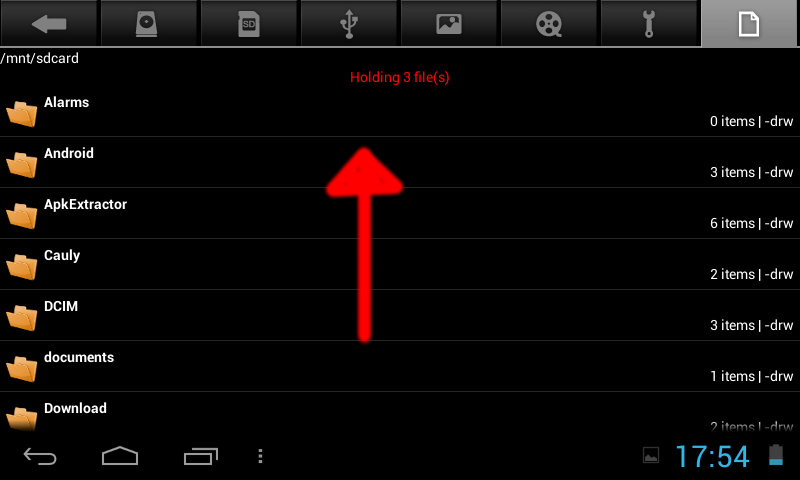 SD
/mnt/sdcard
Holding 3 file(s)
Alarms
0 items | -drw
Android
3 items | -drw
ApkExtractor
6 items | -drw
Cauly
2 items | -drw
DCIM
3 items | -drw
documents
1 items | -drw
Download
2 items | -drw
17:54